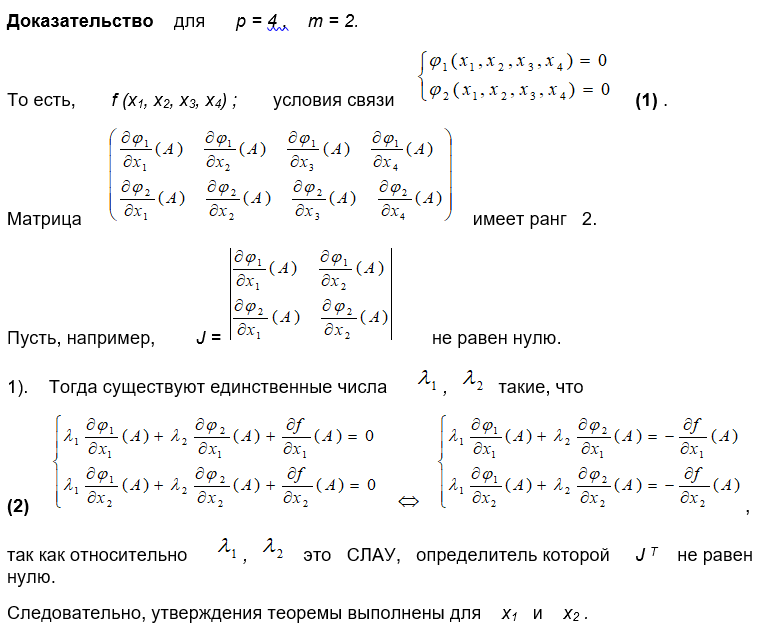 Доказательство для p = 4 , m = 2.
То есть, f (x₁, x₂, x₃, x₄) ; условия связи { φ₁(x₁, x₂, x₃, x₄) = 0
φ₂(x₁, x₂, x₃, x₄) = 0 (1) .
∂φ₁/∂x₁ (A) ∂φ₁/∂x₂ (A) ∂φ₁/∂x₃ (A) ∂φ₁/∂x₄ (A)
∂φ₂/∂x₁ (A) ∂φ₂/∂x₂ (A) ∂φ₂/∂x₃ (A) ∂φ₂/∂x₄ (A)
Матрица имеет ранг 2.
∂φ₁/∂x₁ (A) ∂φ₁/∂x₂ (A)
∂φ₂/∂x₁ (A) ∂φ₂/∂x₂ (A)
Пусть, например, J = не равен нулю.
1). Тогда существуют единственные числа λ₁ , λ₂ такие, что
λ₁ ∂φ₁/∂x₁ (A) + λ₂ ∂φ₂/∂x₁ (A) + ∂f/∂x₁ (A) = 0 λ₁ ∂φ₁/∂x₁ (A) + λ₂ ∂φ₂/∂x₁ (A) = − ∂f/∂x₁ (A)
λ₁ ∂φ₁/∂x₂ (A) + λ₂ ∂φ₂/∂x₂ (A) + ∂f/∂x₂ (A) = 0 λ₁ ∂φ₁/∂x₂ (A) + λ₂ ∂φ₂/∂x₂ (A) = − ∂f/∂x₂ (A)
(2) ⇔ ,
так как относительно λ₁ , λ₂ это СЛАУ, определитель которой J ᵀ не равен
нулю.
Следовательно, утверждения теоремы выполнены для x₁ и x₂ .